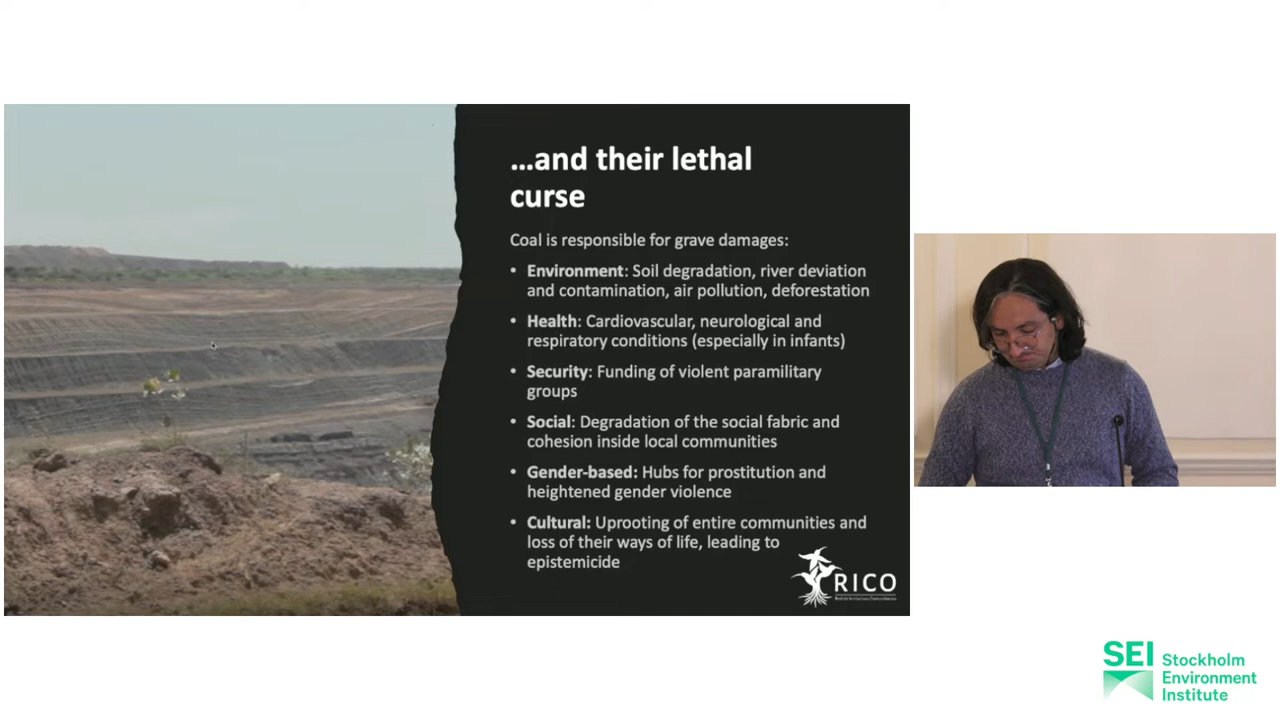 …and their lethal
curse
Coal is responsible for grave damages:
• Environment: Soil degradation, river deviation
and contamination, air pollution, deforestation
• Health: Cardiovascular, neurological and
respiratory conditions (especially in infants)
• Security: Funding of violent paramilitary
groups
• Social: Degradation of the social fabric and
cohesion inside local communities
• Gender-based: Hubs for prostitution and
heightened gender violence
• Cultural: Uprooting of entire communities and
loss of their ways of life, leading to
epistemicide
RICO
SEI Stockholm
Environment
Institute